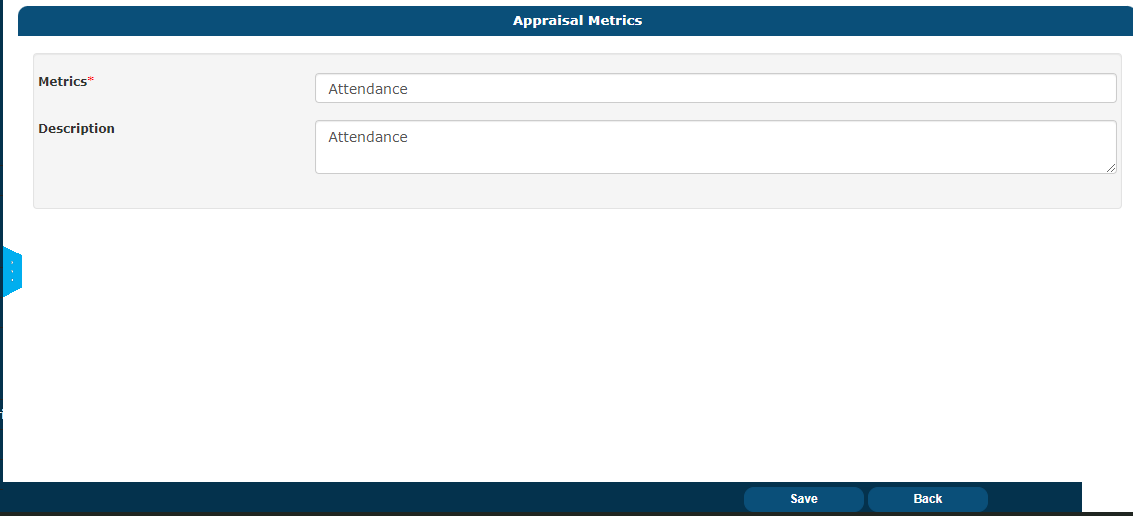 Appraisal Metrics
Metrics*
Attendance
Description
Attendance
Save
Back